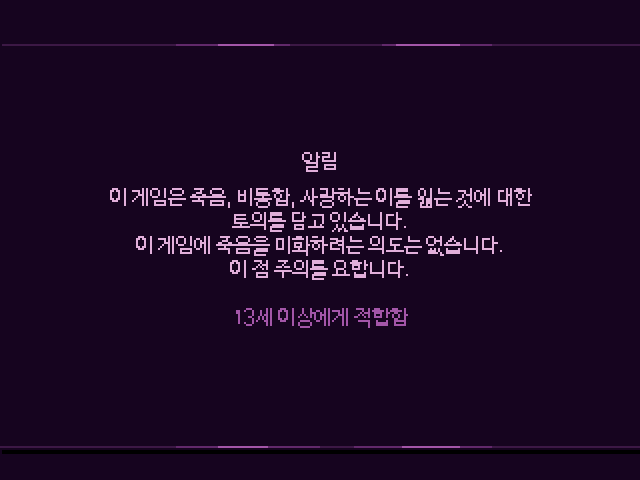 알림
이 게임은 죽음, 비통함, 사랑하는 이를 잃는 것에 대한
토의를 담고 있습니다.
이 게임에 죽음을 미화하려는 의도는 없습니다.
이 점 주의를 요합니다.
13세 이상에게 적합함